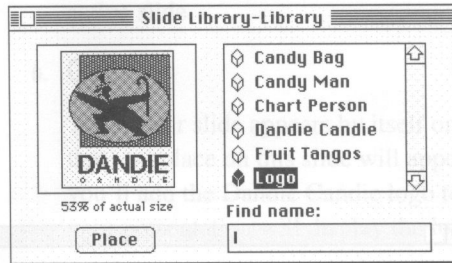 Slide Library-Library
DANDIE
CANDIE
53% of actual size
Place
Candy Bag
Candy Man
Chart Person
Dandie Candie
Fruit Tangos
Logo
Find name:
l